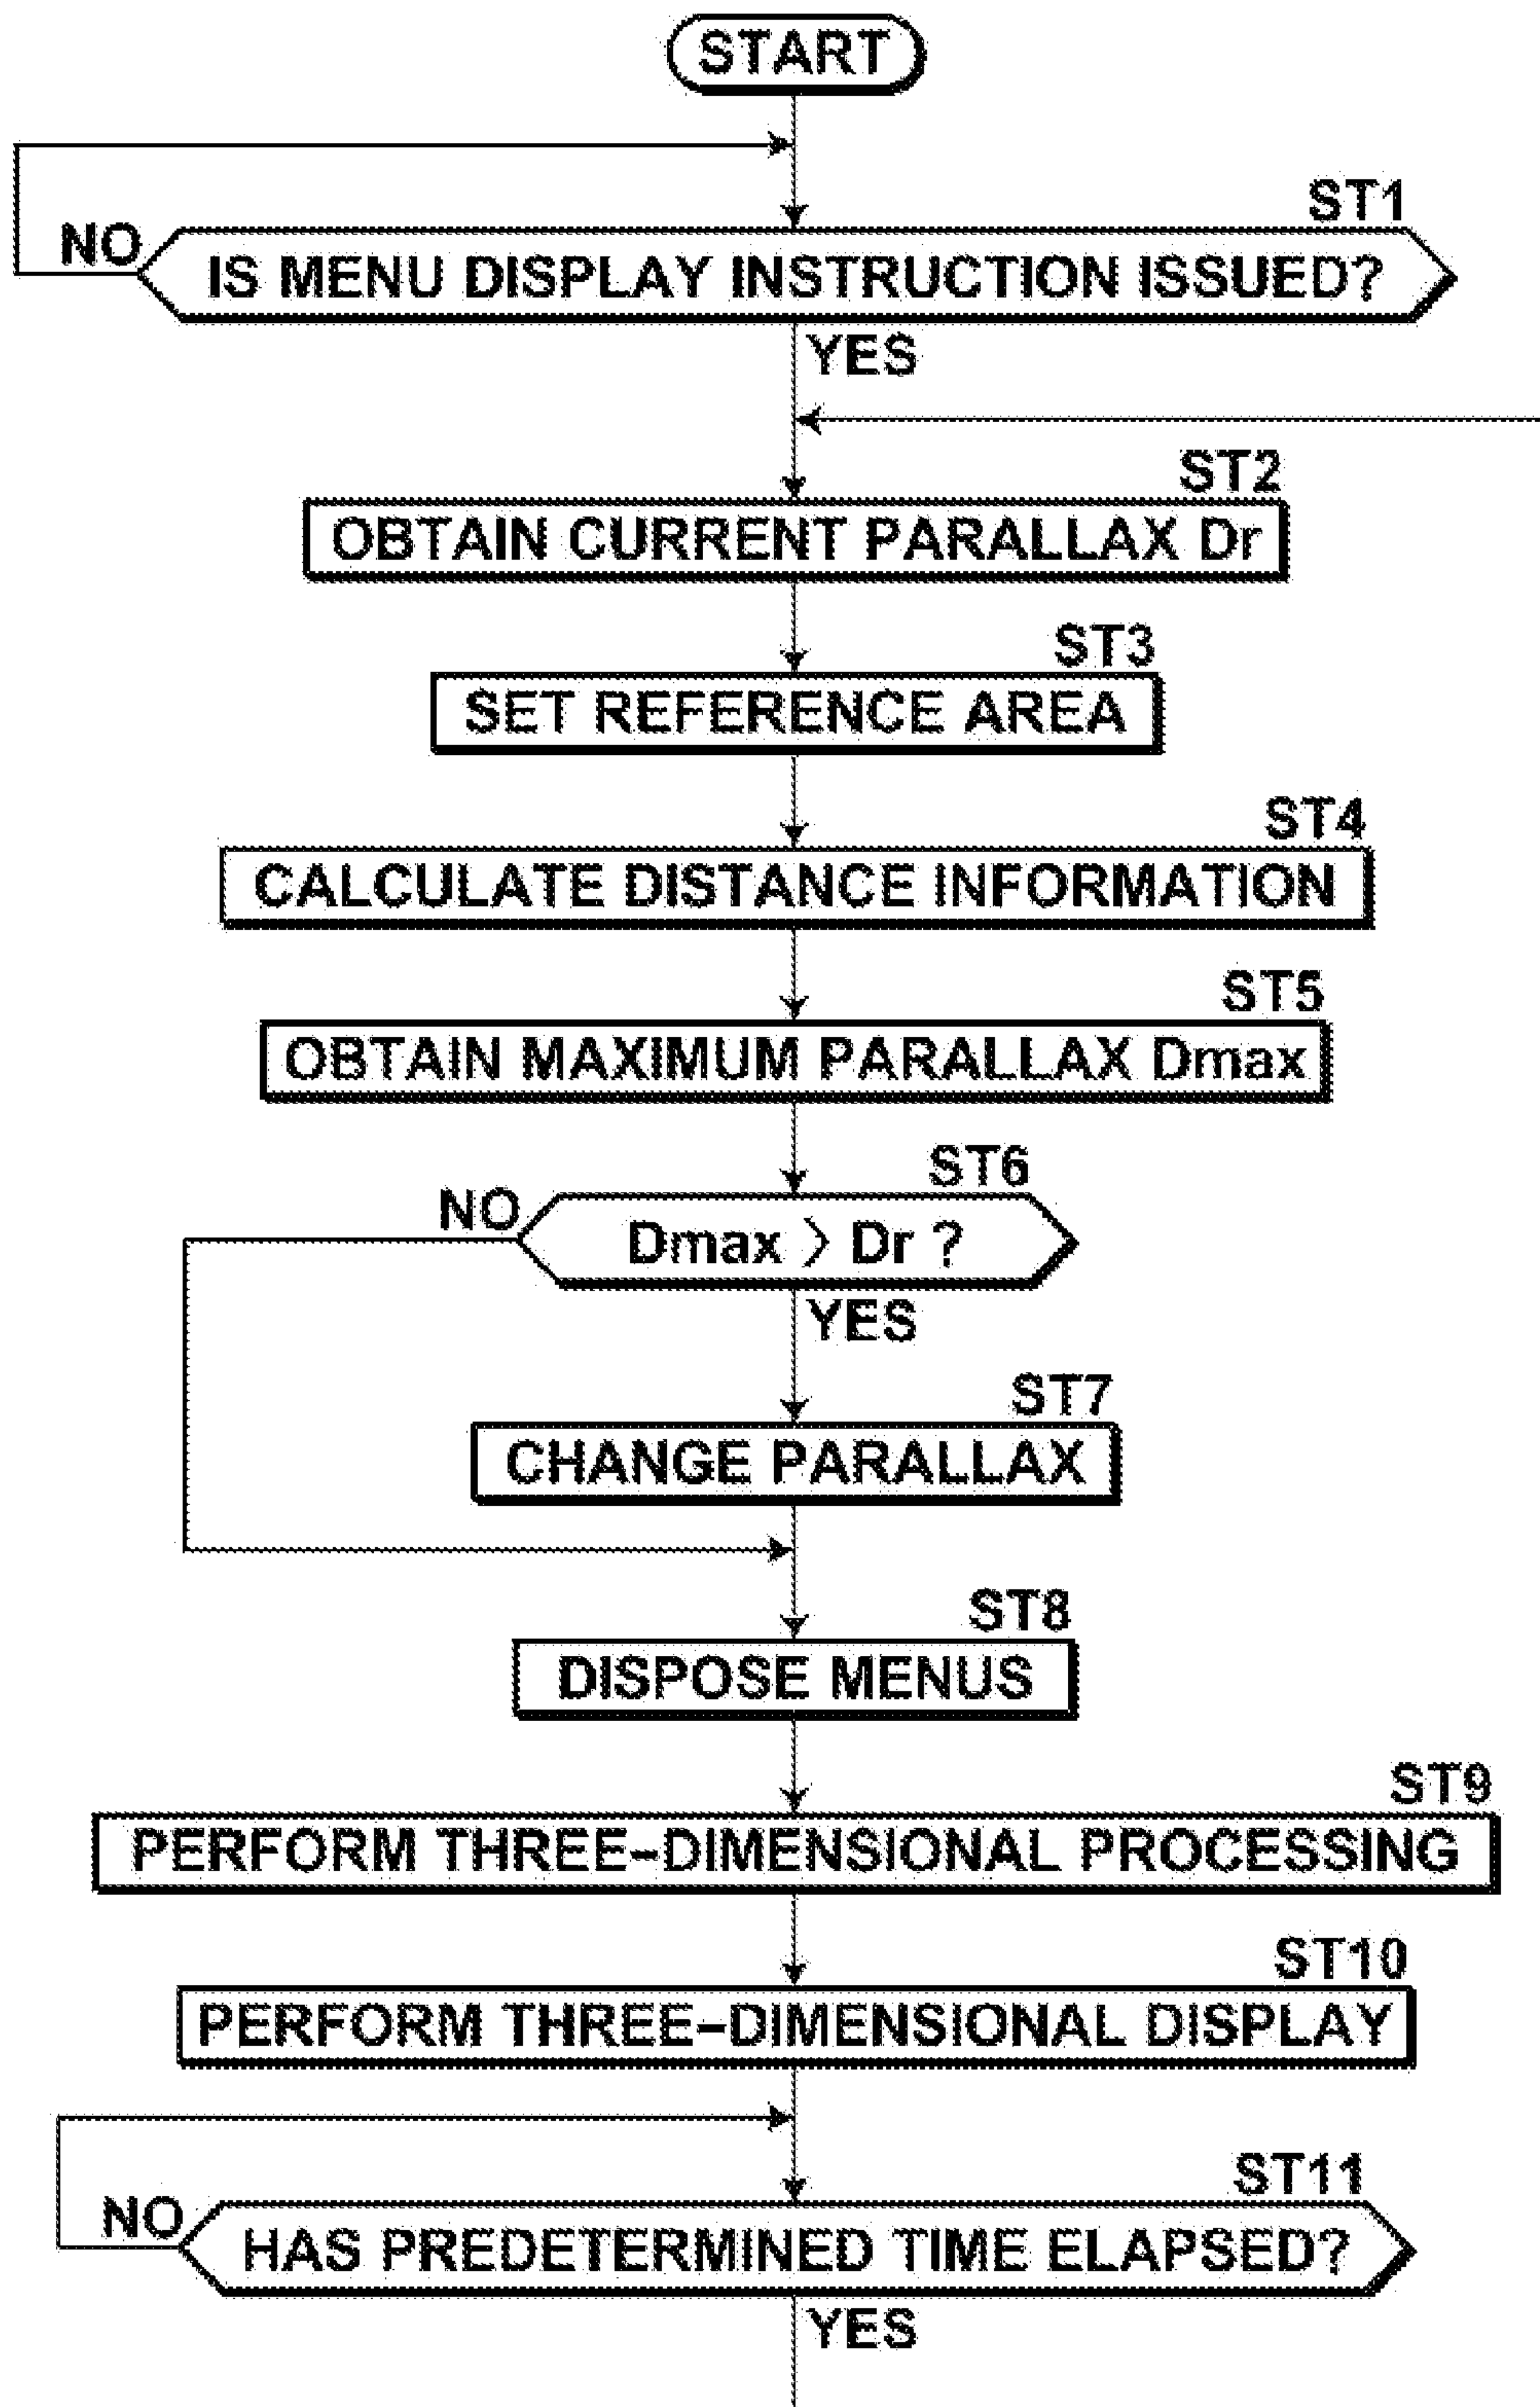 START
ST1
NO
IS MENU DISPLAY INSTRUCTION ISSUED?
YES
ST2
OBTAIN CURRENT PARALLAX Dr
ST3
SET REFERENCE AREA
ST4
CALCULATE DISTANCE INFORMATION
ST5
OBTAIN MAXIMUM PARALLAX Dmax
ST6
NO
Dmax > Dr ?
YES
ST7
CHANGE PARALLAX
ST8
DISPOSE MENUS
ST9
PERFORM THREE-DIMENSIONAL PROCESSING
ST10
PERFORM THREE-DIMENSIONAL DISPLAY
ST11
NO
HAS PREDETERMINED TIME ELAPSED?
YES